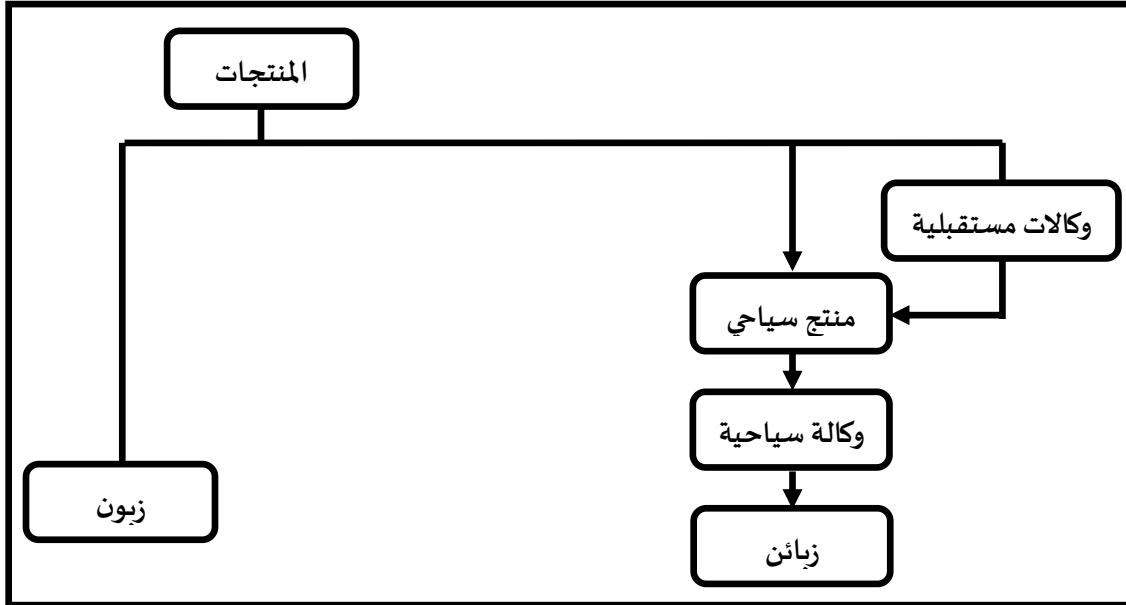 المنتجات
وكالات مستقبلية
منتج سياحي
وكالة سياحية
زبون
زبائن